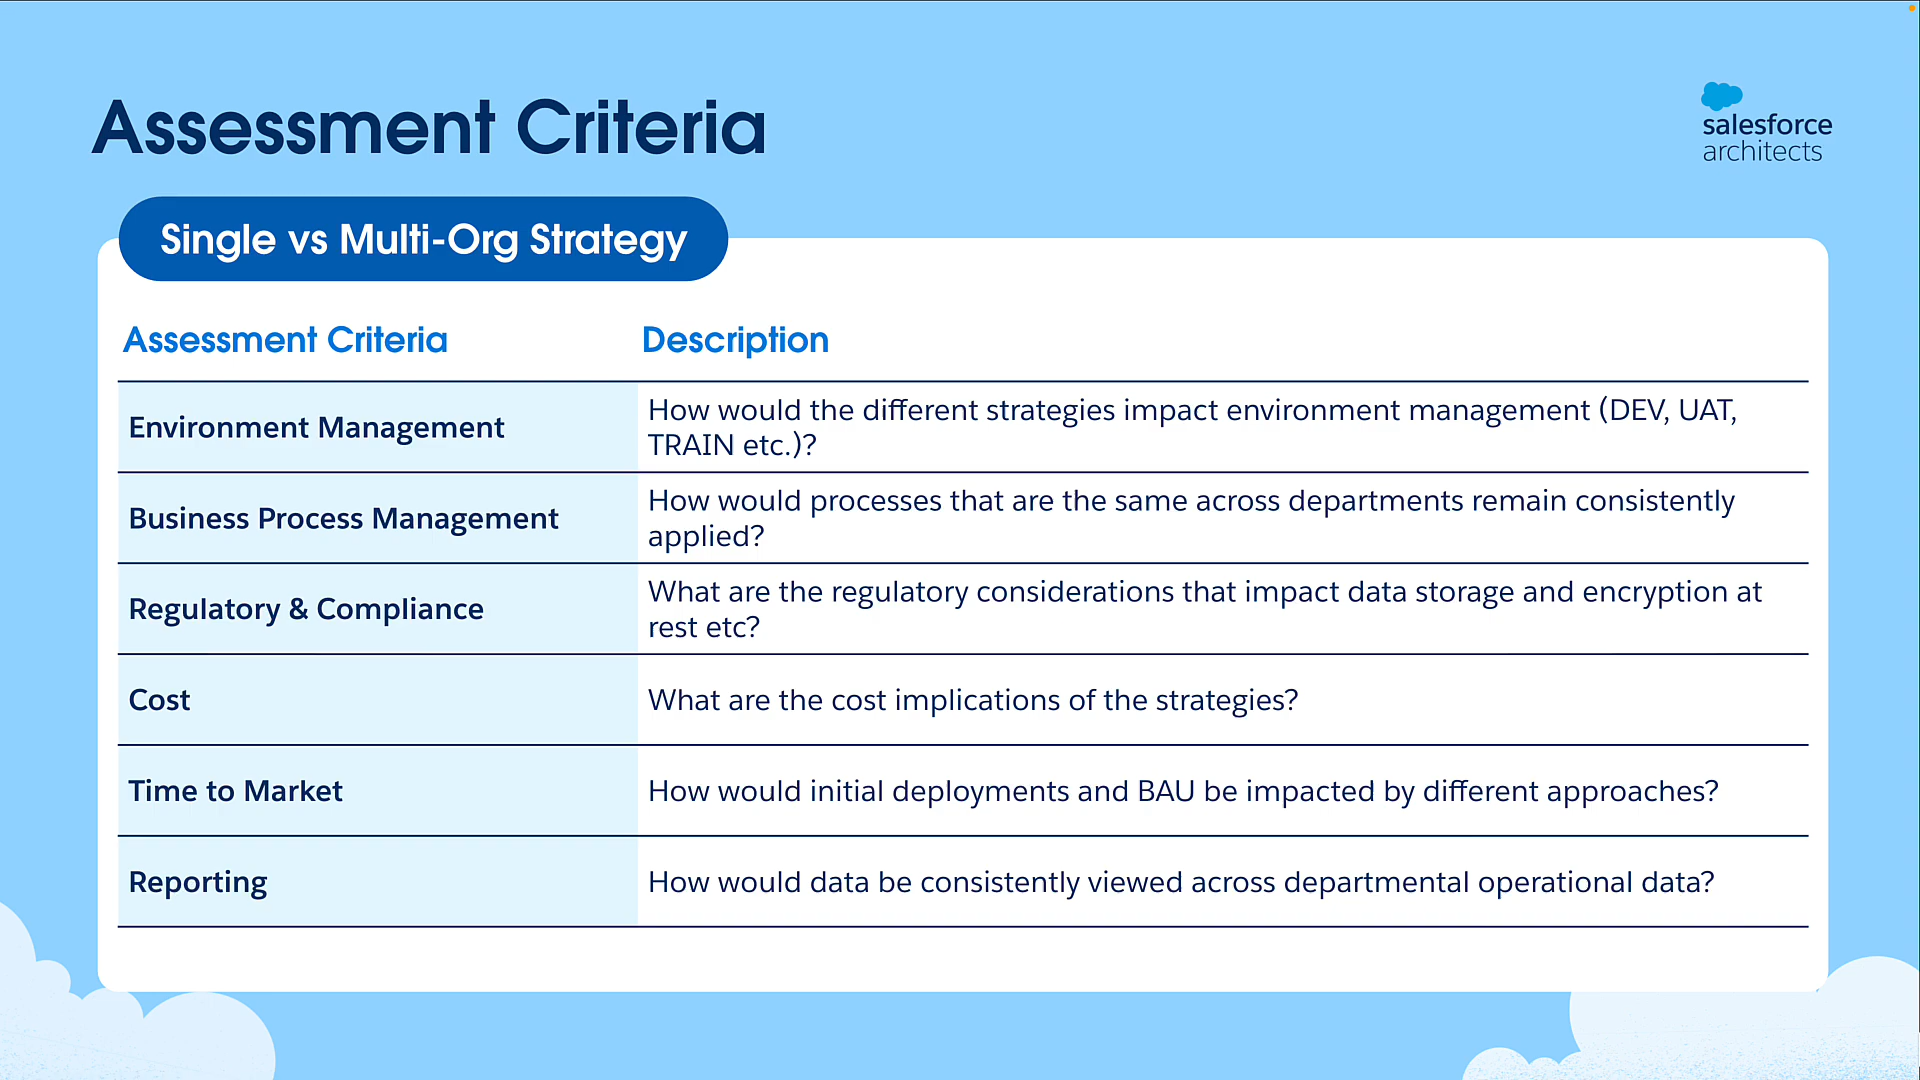 Assessment Criteria
salesforce
architects
Single vs Multi-Org Strategy
Assessment Criteria
Description
Environment Management
How would the different strategies impact environment management (DEV, UAT,
TRAIN etc.)?
Business Process Management
How would processes that are the same across departments remain consistently
applied?
Regulatory & Compliance
What are the regulatory considerations that impact data storage and encryption at
rest etc?
Cost
What are the cost implications of the strategies?
Time to Market
How would initial deployments and BAU be impacted by different approaches?
Reporting
How would data be consistently viewed across departmental operational data?